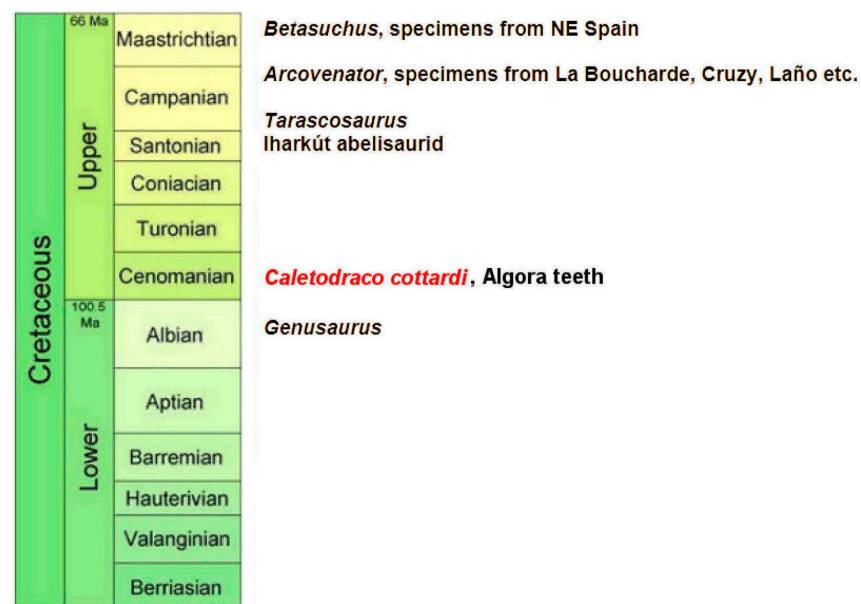 66 Ma
Maastrichtian
Betasuchus, specimens from NE Spain
Arcovenator, specimens from La Boucharde, Cruzy, Laño etc.
Campanian
Tarascosaurus
Santonian
Iharkút abelisaurid
Upper
Coniacian
Turonian
Cenomanian
Caletodraco cottardi, Algora teeth
Cretaceous
100.5
Ma
Albian
Genusaurus
Aptian
Lower
Barremian
Hauterivian
Valanginian
Berriasian